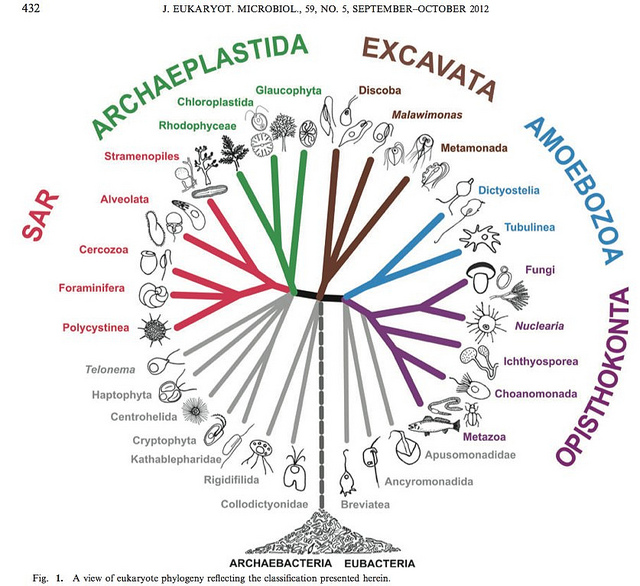 432
J. EUKARYOT. MICROBIOL., 59, NO. 5, SEPTEMBER–OCTOBER 2012
ARCHAEPLASTIDA
EXCAVATA
AMOEBOZOA
SAR
OPISTHOKONTA
Glaucophyta
Chloroplastida
Rhodophyceae
Stramenopiles
Alveolata
Cercozoa
Foraminifera
Polycystinea
Discoba
Malawimonas
Metamonada
Dictyostelia
Tubulinea
Fungi
Nuclearia
Ichthyosporea
Choanomonada
Metazoa
Telonema
Haptophyta
Centrohelida
Cryptophyta
Kathablepharidae
Rigidifilida
Collodictyonidae
Apusomonadidae
Ancyromonadida
Breviatea
ARCHAEBACTERIA EUBACTERIA
Fig. 1. A view of eukaryote phylogeny reflecting the classification presented herein.